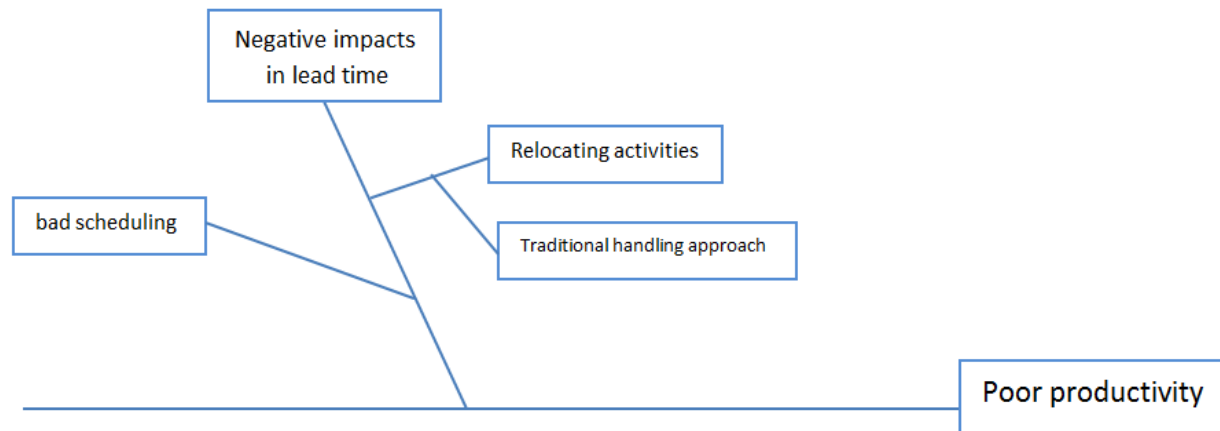 Negative impacts
in lead time
Relocating activities
bad scheduling
Traditional handling approach
Poor productivity